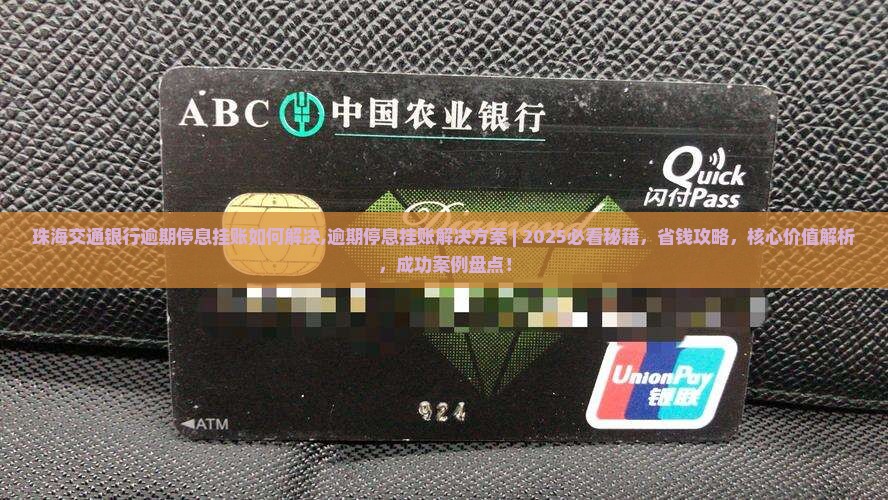 ABC 中国农业银行
Quick
闪付Pass
Diamond
珠海交通银行逾期停息挂账如何解决,逾期停息挂账解决方案 | 2025必看秘籍，省钱攻略，核心价值解析
，成功案例盘点！
UnionPay
银联
924
ATM